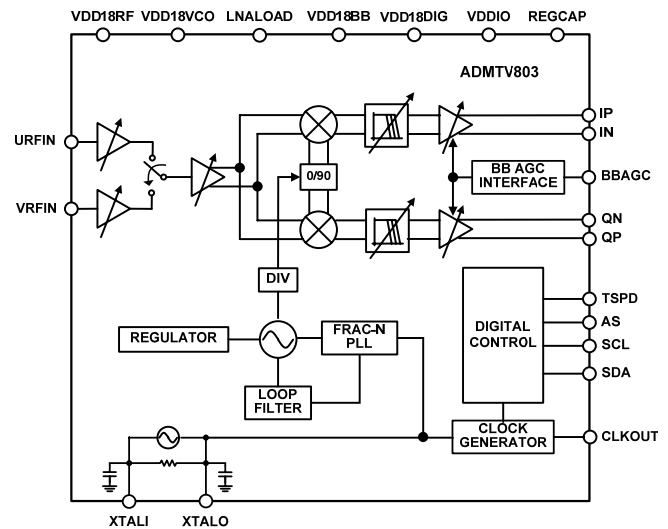 VDD18RF VDD18VCO LNALOAD VDD18BB VDD18DIG VDDIO REGCAP
ADMTV803
URFIN
VRFIN
IP
IN
BB AGC
INTERFACE
BBAGC
0/90
QN
QP
DIV
REGULATOR
FRAC-N
PLL
LOOP
FILTER
DIGITAL
CONTROL
TSPD
AS
SCL
SDA
CLOCK
GENERATOR
CLKOUT
XTALI XTALO